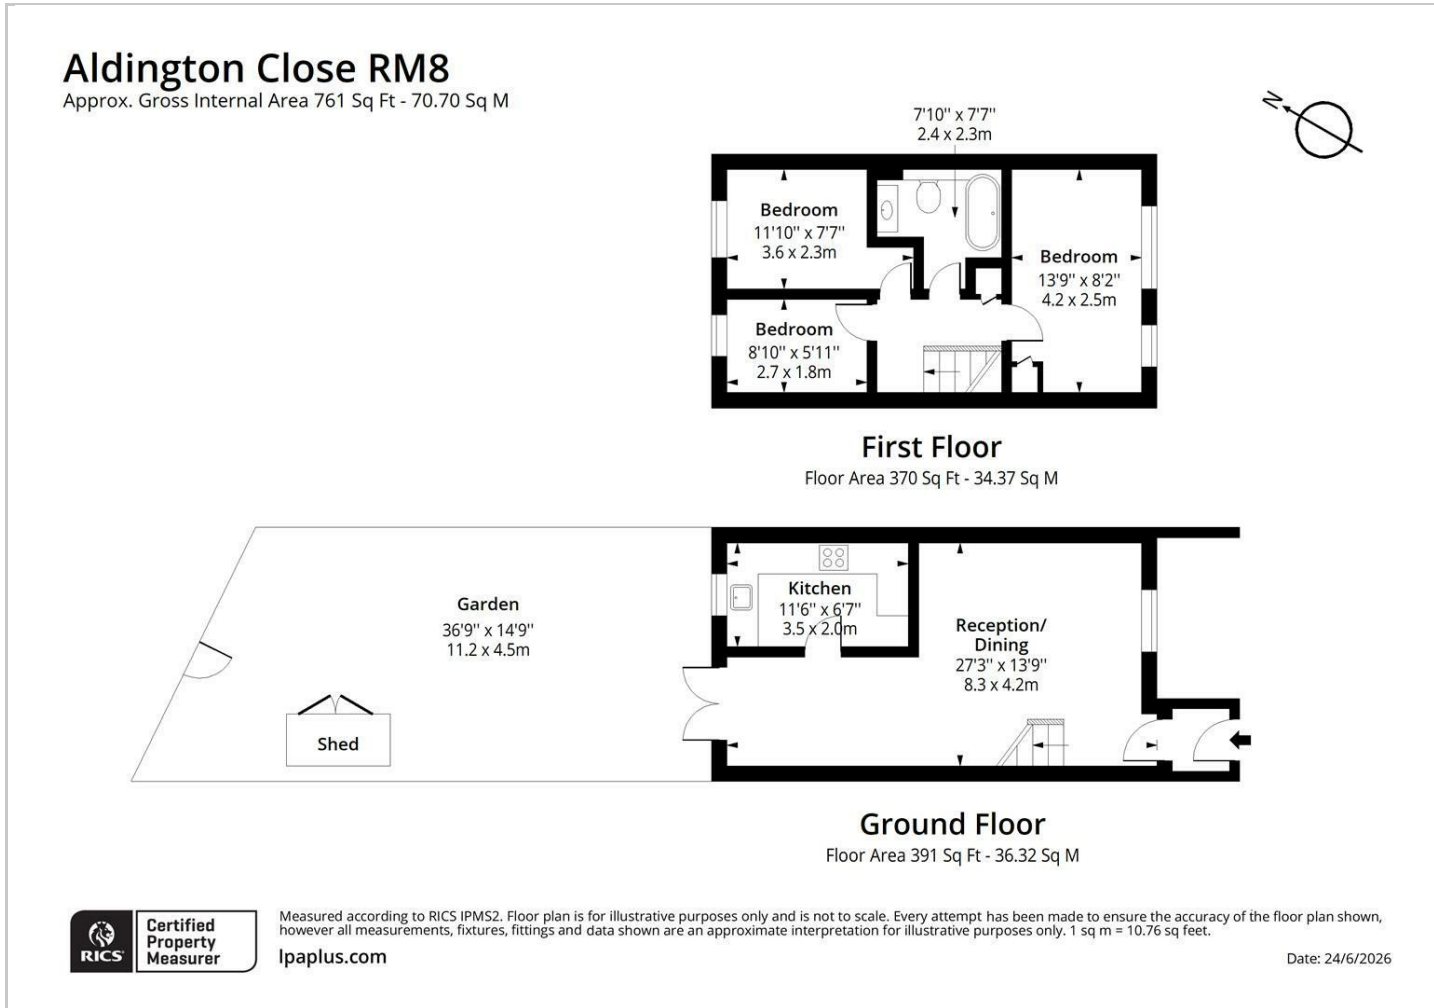 Aldington Close RM8
Approx. Gross Internal Area 761 Sq Ft - 70.70 Sq M
N
7'10'' x 7'7''
2.4 x 2.3m
Bedroom
11'10'' x 7'7''
3.6 x 2.3m
Bedroom
13'9'' x 8'2''
4.2 x 2.5m
Bedroom
8'10'' x 5'11''
2.7 x 1.8m
First Floor
Floor Area 370 Sq Ft - 34.37 Sq M
Garden
36'9'' x 14'9''
11.2 x 4.5m
Shed
Kitchen
11'6'' x 6'7''
3.5 x 2.0m
Reception/
Dining
27'3'' x 13'9''
8.3 x 4.2m
Ground Floor
Floor Area 391 Sq Ft - 36.32 Sq M
RICS
Certified
Property
Measurer
Measured according to RICS IPMS2. Floor plan is for illustrative purposes only and is not to scale. Every attempt has been made to ensure the accuracy of the floor plan shown,
however all measurements, fixtures, fittings and data shown are an approximate interpretation for illustrative purposes only. 1 sq m = 10.76 sq feet.
lpaplus.com
Date: 24/6/2026